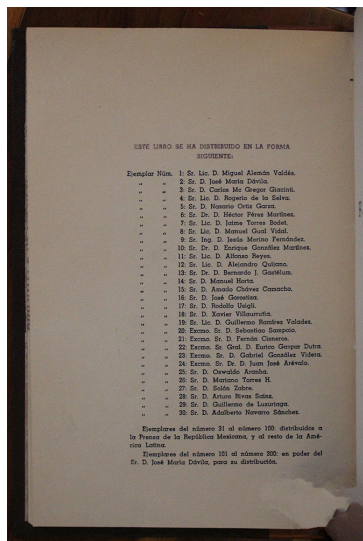 ESTE LIBRO SE HA DISTRIBUIDO EN LA FORMA
SIGUIENTE:
Ejemplar Núm. 1: Sr. Lic. D. Miguel Alemán Valdés.
„ „ 2: Sr. D. José María Dávila.
„ „ 3: Sr. D. Carlos Mc Gregor Giacinti.
„ „ 4: Sr. Lic. D. Rogerio de la Selva.
„ „ 5: Sr. D. Nazario Ortiz Garza.
„ „ 6: Sr. Dr. D. Héctor Pérez Martínez.
„ „ 7: Sr. Lic. D. Jaime Torres Bodet.
„ „ 8: Sr. Lic. D. Manuel Gual Vidal.
„ „ 9: Sr. Ing. D. Jesús Merino Fernández.
„ „ 10: Sr. Dr. D. Enrique González Martínez.
„ „ 11: Sr. Lic. D. Alfonso Reyes.
„ „ 12: Sr. Lic. D. Alejandro Quijano.
„ „ 13: Sr. Dr. D. Bernardo J. Gastélum.
„ „ 14: Sr. D. Manuel Horta.
„ „ 15: Sr. D. Amado Chávez Camacho.
„ „ 16: Sr. D. José Gorostiza.
„ „ 17: Sr. D. Rodolfo Usigli.
„ „ 18: Sr. D. Xavier Villaurrutia.
„ „ 19: Sr. Lic. D. Guillermo Ramírez Valades.
„ „ 20: Excmo. Sr. D. Sebastiao Sampaio.
„ „ 21: Excmo. Sr. D. Fernán Cisneros.
„ „ 22: Excmo. Sr. Gral. D. Eurico Gaspar Dutra.
„ „ 23: Excmo. Sr. D. Gabriel González Videra.
„ „ 24: Excmo. Sr. Dr. D. Juan José Arévalo.
„ „ 25: Sr. D. Oswaldo Aranha.
„ „ 26: Sr. D. Mariano Torres H.
„ „ 27: Sr. D. Solón Zabre.
„ „ 28: Sr. D. Arturo Rivas Sainz.
„ „ 29: Sr. D. Guillermo de Luzuriaga.
„ „ 30: Sr. D. Adalberto Navarro Sánchez.
Ejemplares del número 31 al número 100: distribuidos a
la Prensa de la República Mexicana, y al resto de la Amé-
rica Latina.
Ejemplares del número 101 al número 300: en poder del
Sr. D. José María Dávila, para su distribución.